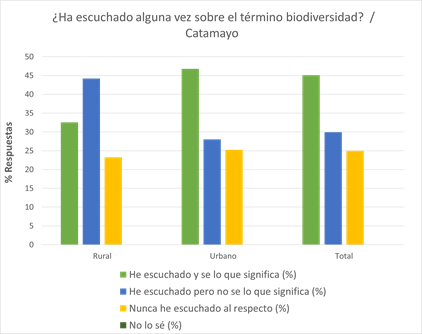 ¿Ha escuchado alguna vez sobre el término biodiversidad? /
Catamayo
% Respuestas
50
45
40
35
30
25
20
15
10
5
0
Rural
Urbano
Total
He escuchado y se lo que significa (%)
He escuchado pero no se lo que significa (%)
Nunca he escuchado al respecto (%)
No lo sé (%)